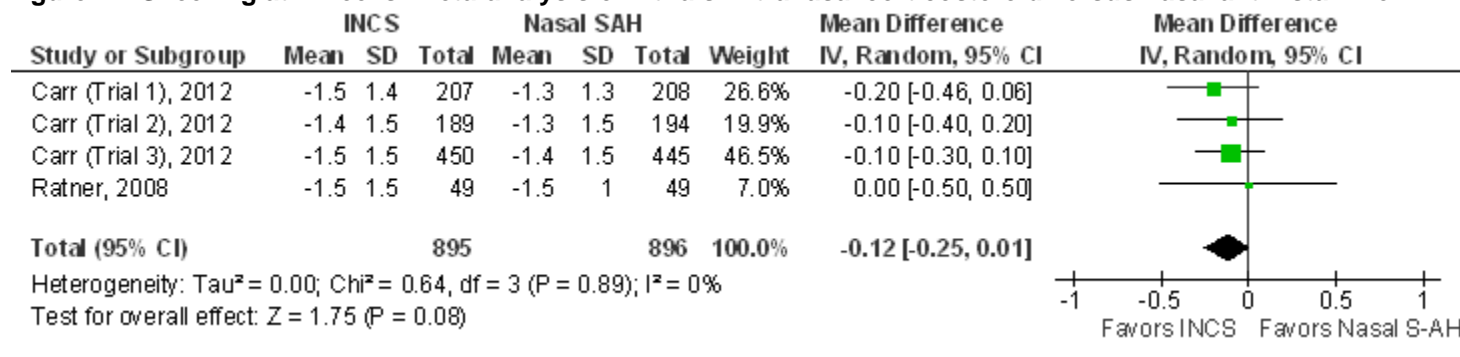 INCS Nasal SAH Mean Difference Mean Difference
Study or Subgroup Mean SD Total Mean SD Total Weight IV, Random, 95% CI IV, Random, 95% CI
Carr (Trial 1), 2012 -1.5 1.4 207 -1.3 1.3 208 26.6% -0.20 [-0.46, 0.06]
Carr (Trial 2), 2012 -1.4 1.5 189 -1.3 1.5 194 19.9% -0.10 [-0.40, 0.20]
Carr (Trial 3), 2012 -1.5 1.5 450 -1.4 1.5 445 46.5% -0.10 [-0.30, 0.10]
Ratner, 2008 -1.5 1.5 49 -1.5 1 49 7.0% 0.00 [-0.50, 0.50]
Total (95% CI) 895 896 100.0% -0.12 [-0.25, 0.01]
Heterogeneity: Tau² = 0.00; Chi² = 0.64, df = 3 (P = 0.89); I² = 0%
Test for overall effect: Z = 1.75 (P = 0.08)
-1 -0.5 0 0.5 1
Favors INCS Favors Nasal S-AH